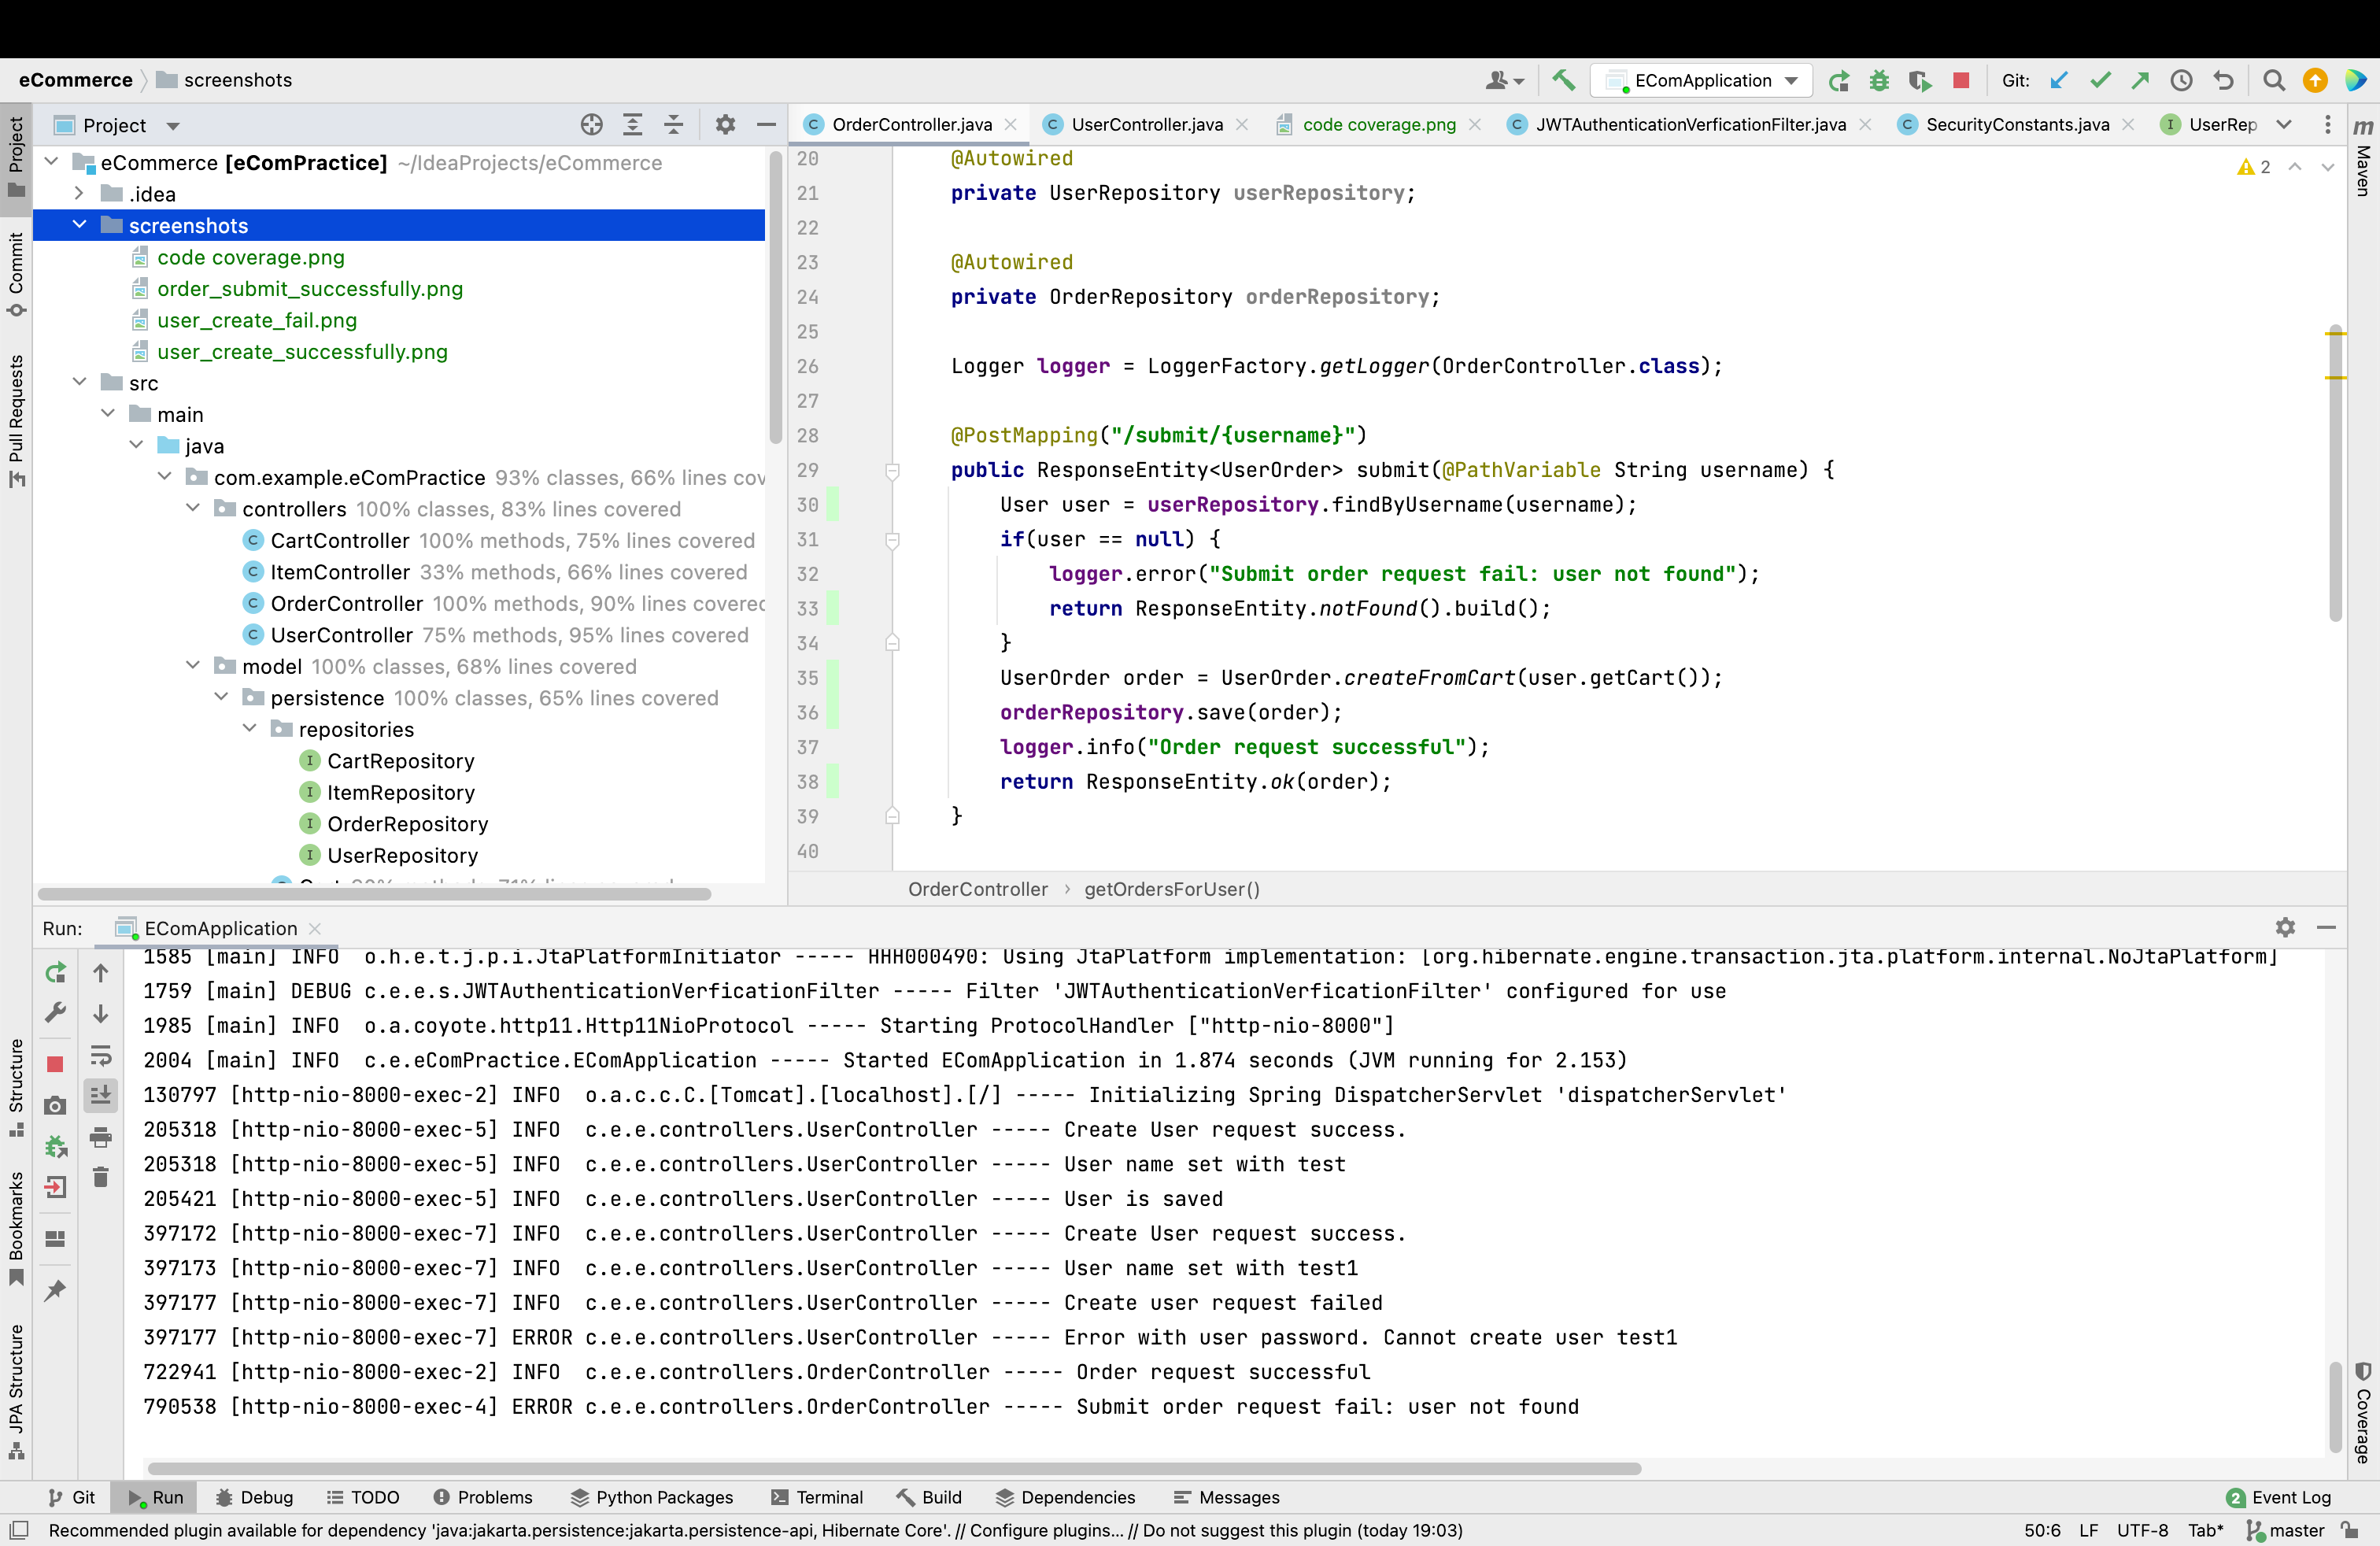 eCommerce screenshots
EComApplication Git:
Project
OrderController.java UserController.java code coverage.png JWTAuthenticationVerficationFilter.java SecurityConstants.java UserRep
Project
Commit
Pull Requests
Structure
Bookmarks
JPA Structure
eCommerce [eComPractice] ~/IdeaProjects/eCommerce
.idea
screenshots
code coverage.png
order_submit_successfully.png
user_create_fail.png
user_create_successfully.png
src
main
java
com.example.eComPractice 93% classes, 66% lines cov
controllers 100% classes, 83% lines covered
CartController 100% methods, 75% lines covered
ItemController 33% methods, 66% lines covered
OrderController 100% methods, 90% lines covered
UserController 75% methods, 95% lines covered
model 100% classes, 68% lines covered
persistence 100% classes, 65% lines covered
repositories
CartRepository
ItemRepository
OrderRepository
UserRepository
20 @Autowired
21 private UserRepository userRepository;
22
23 @Autowired
24 private OrderRepository orderRepository;
25
26 Logger logger = LoggerFactory.getLogger(OrderController.class);
27
28 @PostMapping("/submit/{username}")
29 public ResponseEntity<UserOrder> submit(@PathVariable String username) {
30 User user = userRepository.findByUsername(username);
31 if(user == null) {
32 logger.error("Submit order request fail: user not found");
33 return ResponseEntity.notFound().build();
34 }
35 UserOrder order = UserOrder.createFromCart(user.getCart());
36 orderRepository.save(order);
37 logger.info("Order request successful");
38 return ResponseEntity.ok(order);
39 }
40
2
m
Maven
Coverage
OrderController › getOrdersForUser()
Run: EComApplication
1585 [main] INFO  o.h.e.t.j.p.i.JtaPlatformInitiator ----- HHH000490: Using JtaPlatform implementation: [org.hibernate.engine.transaction.jta.platform.internal.NoJtaPlatform]
1759 [main] DEBUG c.e.e.s.JWTAuthenticationVerficationFilter ----- Filter 'JWTAuthenticationVerficationFilter' configured for use
1985 [main] INFO  o.a.coyote.http11.Http11NioProtocol ----- Starting ProtocolHandler ["http-nio-8000"]
2004 [main] INFO  c.e.eComPractice.EComApplication ----- Started EComApplication in 1.874 seconds (JVM running for 2.153)
130797 [http-nio-8000-exec-2] INFO  o.a.c.c.C.[Tomcat].[localhost].[/] ----- Initializing Spring DispatcherServlet 'dispatcherServlet'
205318 [http-nio-8000-exec-5] INFO  c.e.e.controllers.UserController ----- Create User request success.
205318 [http-nio-8000-exec-5] INFO  c.e.e.controllers.UserController ----- User name set with test
205421 [http-nio-8000-exec-5] INFO  c.e.e.controllers.UserController ----- User is saved
397172 [http-nio-8000-exec-7] INFO  c.e.e.controllers.UserController ----- Create User request success.
397173 [http-nio-8000-exec-7] INFO  c.e.e.controllers.UserController ----- User name set with test1
397177 [http-nio-8000-exec-7] INFO  c.e.e.controllers.UserController ----- Create user request failed
397177 [http-nio-8000-exec-7] ERROR c.e.e.controllers.UserController ----- Error with user password. Cannot create user test1
722941 [http-nio-8000-exec-2] INFO  c.e.e.controllers.OrderController ----- Order request successful
790538 [http-nio-8000-exec-4] ERROR c.e.e.controllers.OrderController ----- Submit order request fail: user not found
Git Run Debug TODO Problems Python Packages Terminal Build Dependencies Messages 2 Event Log
Recommended plugin available for dependency 'java:jakarta.persistence:jakarta.persistence-api, Hibernate Core'. // Configure plugins... // Do not suggest this plugin (today 19:03) 50:6 LF UTF-8 Tab* master